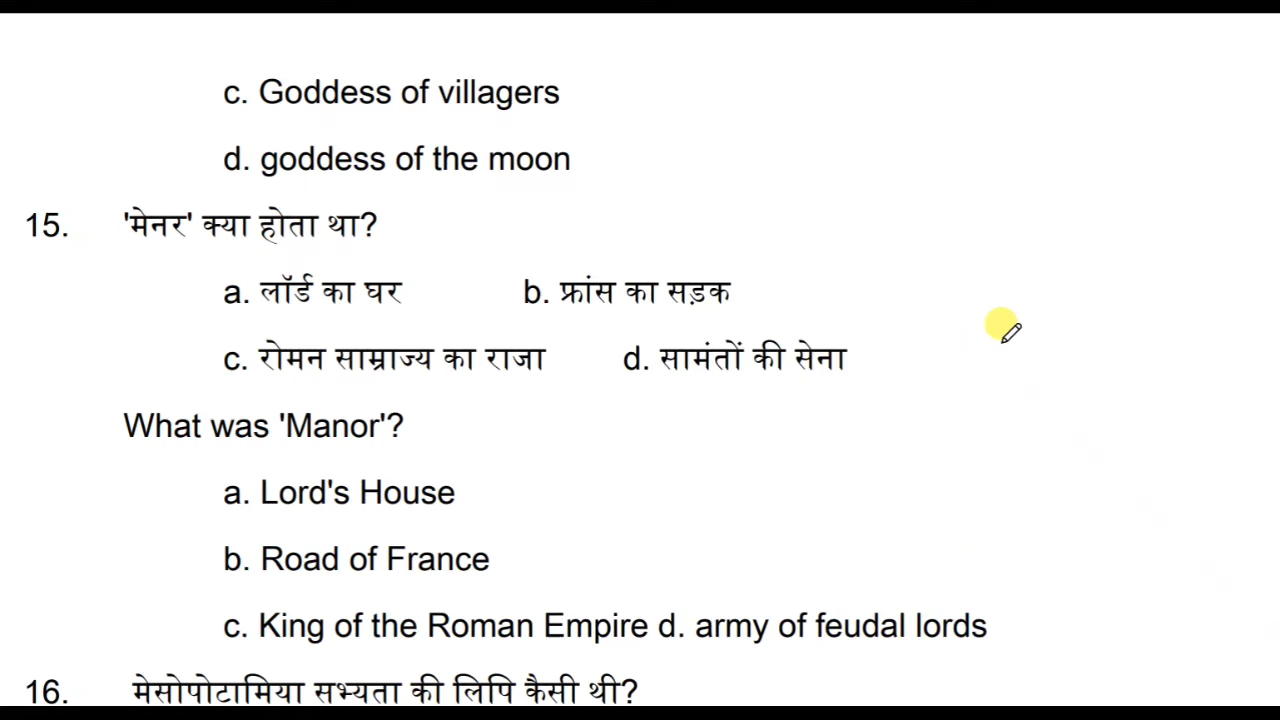 c. Goddess of villagers
d. goddess of the moon
15. 'मेनर' क्या होता था?
a. लॉर्ड का घर b. फ्रांस का सड़क
c. रोमन साम्राज्य का राजा d. सामंतों की सेना
What was 'Manor'?
a. Lord's House
b. Road of France
c. King of the Roman Empire d. army of feudal lords
16. मेसोपोटामिया सभ्यता की लिपि कैसी थी?